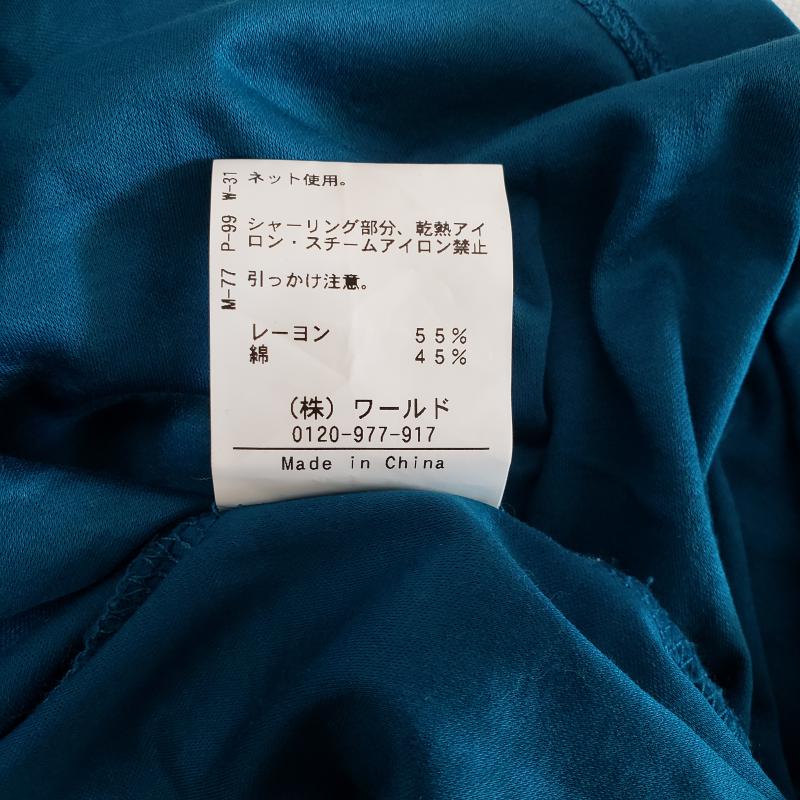 ネット使用。
シャーリング部分、乾熱アイ
ロン・スチームアイロン禁止
引っかけ注意。
レーヨン 55%
綿 45%
(株) ワールド
0120-977-917
Made in China
M-77 P-99 W-31